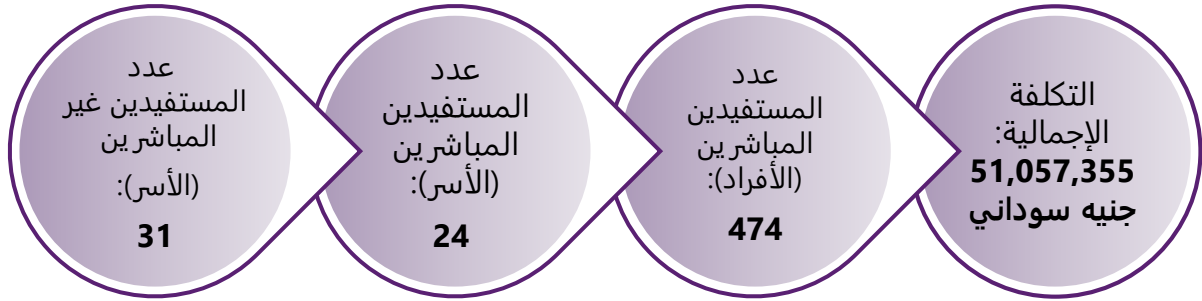 التكلفة
الإجمالية:
51,057,355
جنيه سوداني
عدد
المستفيدين
المباشرين
(الأفراد):
474
عدد
المستفيدين
المباشرين
(الأسر):
24
عدد
المستفيدين غير
المباشرين
(الأسر):
31